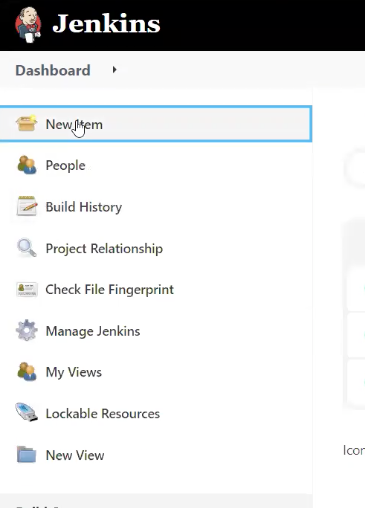 Jenkins
Dashboard
New Item
People
Build History
Project Relationship
Check File Fingerprint
Manage Jenkins
My Views
Lockable Resources
New View